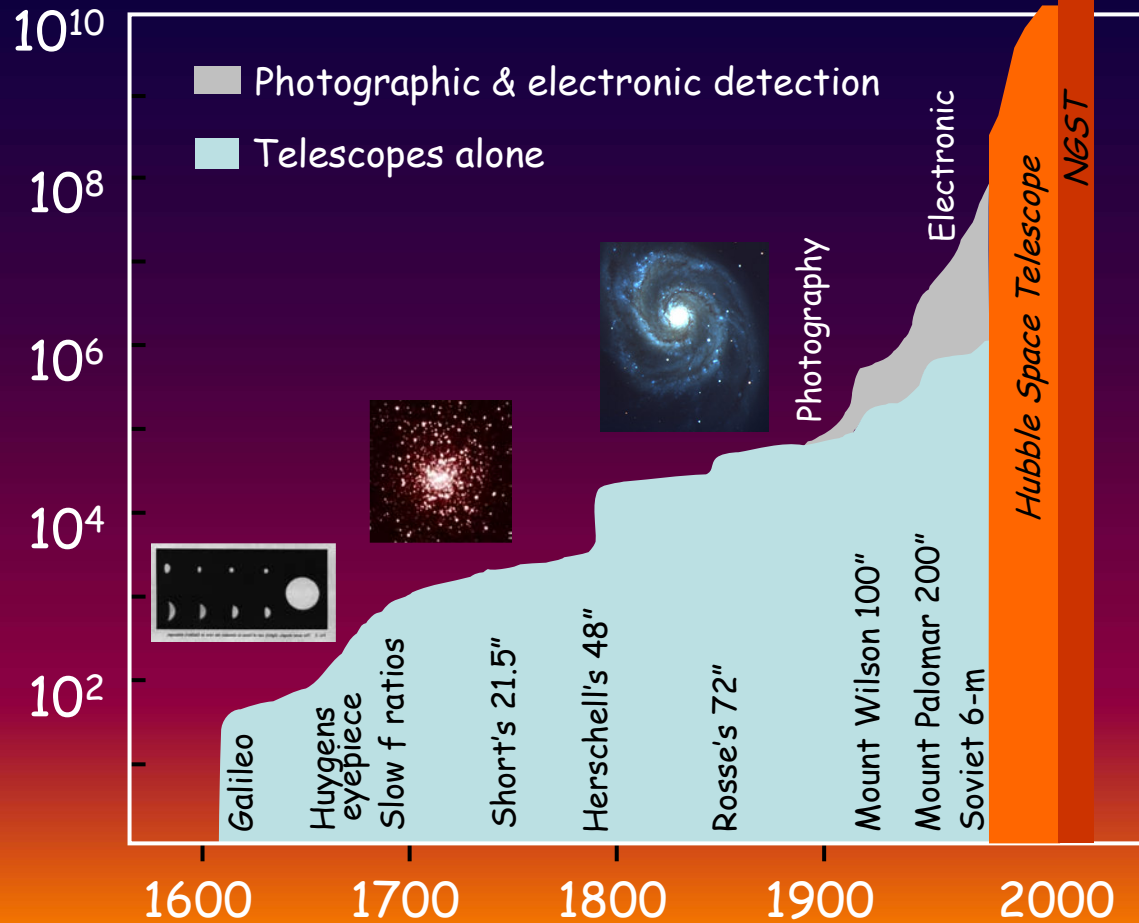 10¹⁰
10⁸
10⁶
10⁴
10²
Photographic & electronic detection
Telescopes alone
Galileo
Huygens
eyepiece
Slow f ratios
Short's 21.5"
Herschell's 48"
Rosse's 72"
Photography
Mount Wilson 100"
Mount Palomar 200"
Electronic
Soviet 6-m
Hubble Space Telescope
NGST
1600
1700
1800
1900
2000